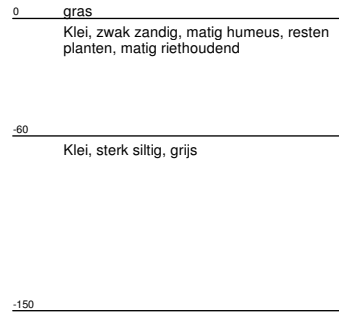 0 gras
Klei, zwak zandig, matig humeus, resten
planten, matig riethoudend
-60
Klei, sterk siltig, grijs
-150